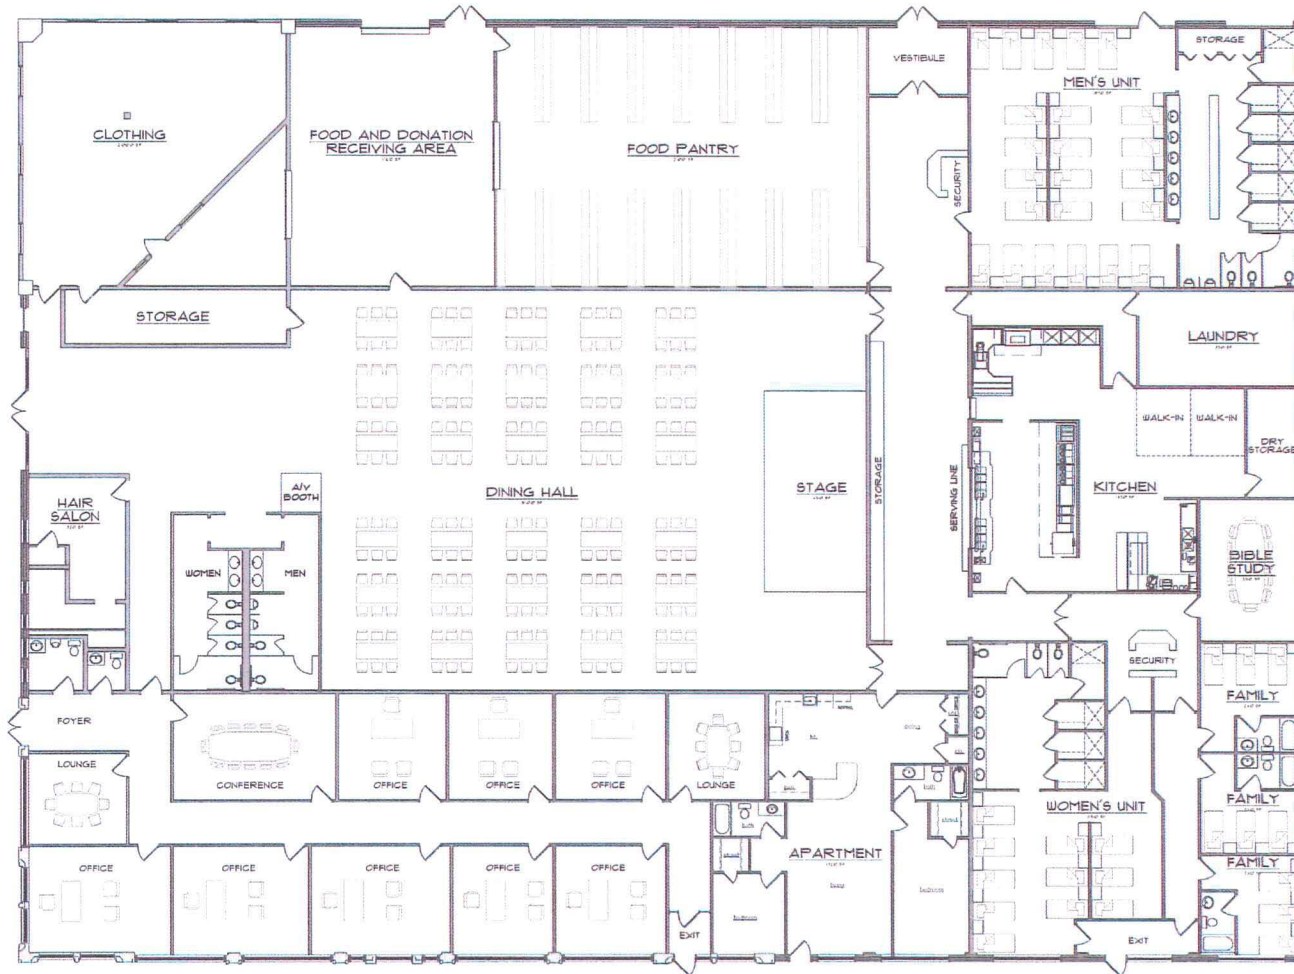 STORAGE
VESTIBULE
MEN'S UNIT
CLOTHING
FOOD AND DONATION
RECEIVING AREA
FOOD PANTRY
SECURITY
STORAGE
LAUNDRY
WALK-IN
WALK-IN
DRY
STORAGE
HAIR
SALON
A/V
BOOTH
DINING HALL
STAGE
STORAGE
SERVING LINE
KITCHEN
BIBLE
STUDY
WOMEN
MEN
SECURITY
FAMILY
FOYER
LOUNGE
CONFERENCE
OFFICE
OFFICE
OFFICE
LOUNGE
WOMEN'S UNIT
FAMILY
APARTMENT
FAMILY
OFFICE
OFFICE
OFFICE
OFFICE
OFFICE
EXIT
EXIT